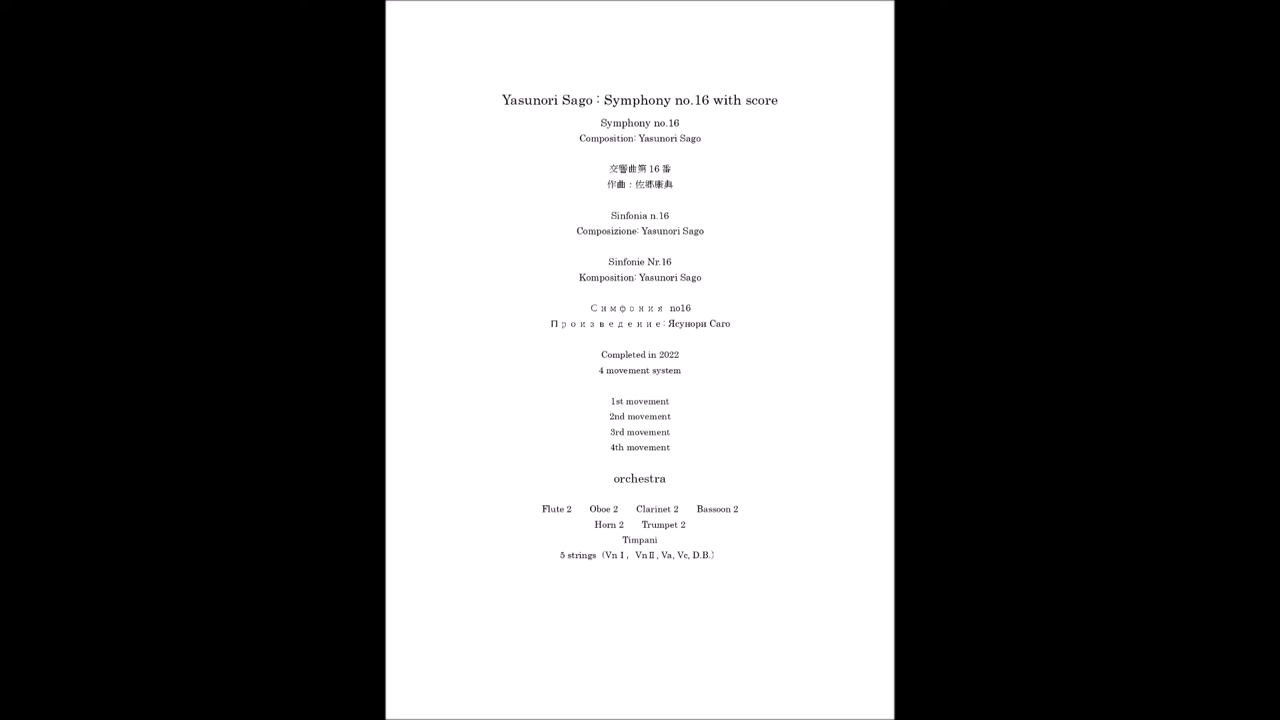 Yasunori Sago : Symphony no.16 with score
Symphony no.16
Composition: Yasunori Sago
交響曲第 16 番
作曲：佐郷康典
Sinfonia n.16
Composizione: Yasunori Sago
Sinfonie Nr.16
Komposition: Yasunori Sago
Симфония no16
Произведение: Ясунори Саго
Completed in 2022
4 movement system
1st movement
2nd movement
3rd movement
4th movement
orchestra
Flute 2 Oboe 2 Clarinet 2 Bassoon 2
Horn 2 Trumpet 2
Timpani
5 strings（VnⅠ, VnⅡ, Va, Vc, D.B.）